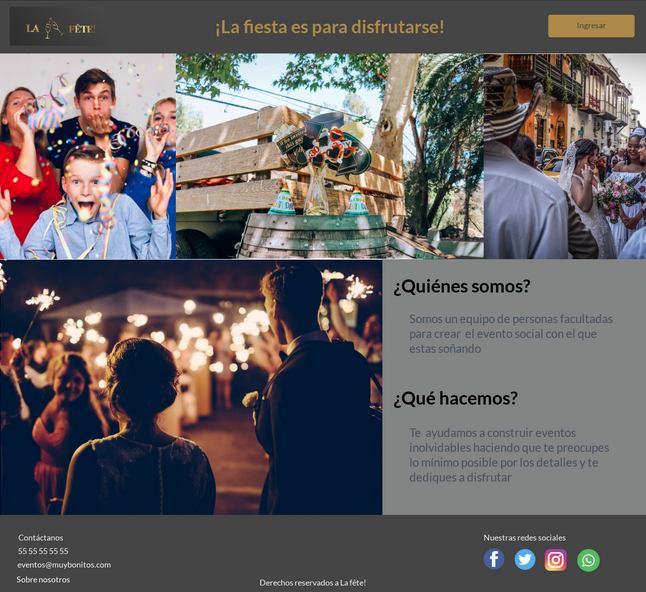 LA FÊTE!
¡La fiesta es para disfrutarse!
Ingresar
¿Quiénes somos?
Somos un equipo de personas facultadas
para crear el evento social con el que
estas soñando
¿Qué hacemos?
Te ayudamos a construir eventos
inolvidables haciendo que te preocupes
lo mínimo posible por los detalles y te
dediques a disfrutar
Contáctanos
55 55 55 55 55
eventos@muybonitos.com
Sobre nosotros
Derechos reservados a La fête!
Nuestras redes sociales